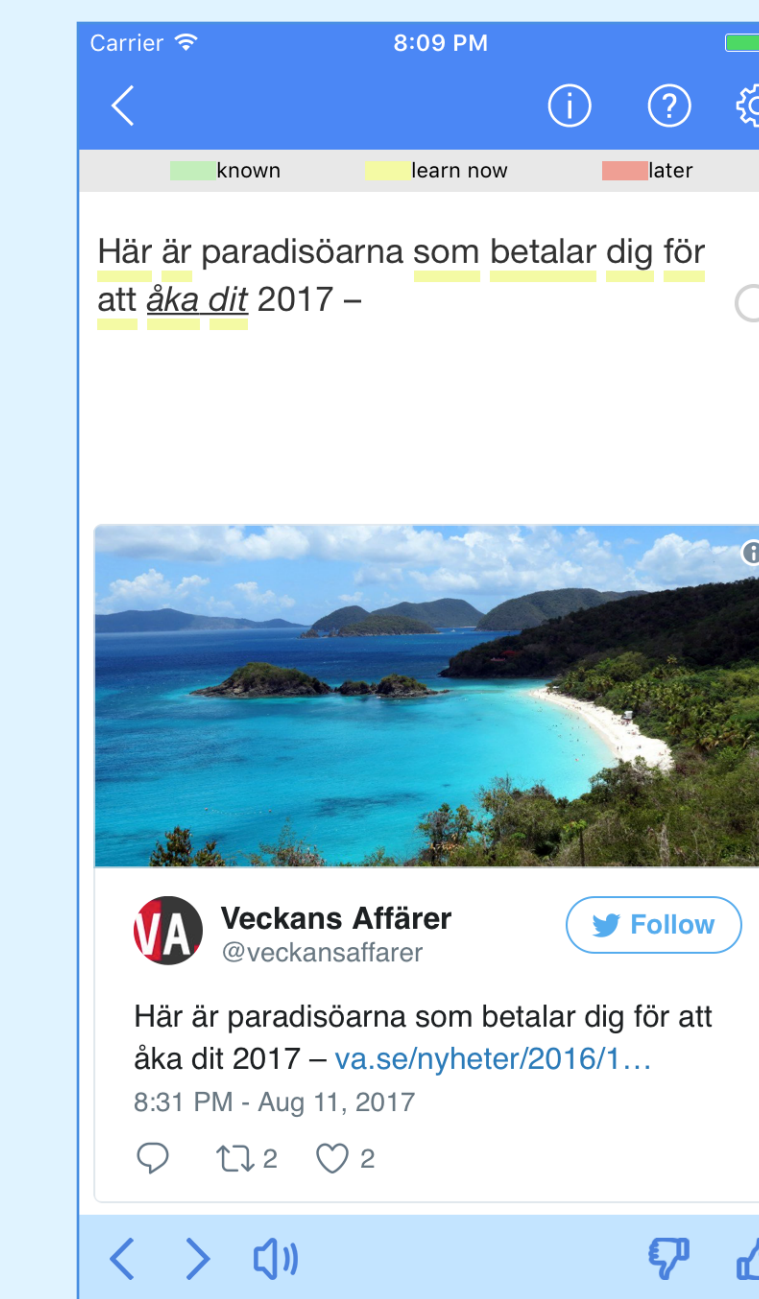 Carrier 8:09 PM
known learn now later
Här är paradisöarna som betalar dig för
att åka dit 2017 –
VA
Veckans Affärer
@veckansaffarer
Follow
Här är paradisöarna som betalar dig för att
åka dit 2017 – va.se/nyheter/2016/1…
8:31 PM - Aug 11, 2017
2 2